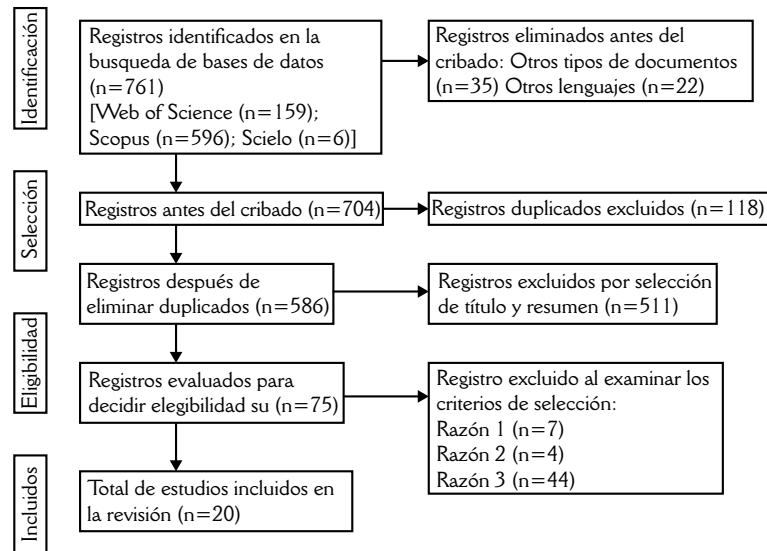 Identificación
Registros identificados en la
busqueda de bases de datos
(n=761)
[Web of Science (n=159);
Scopus (n=596); Scielo (n=6)]
Registros eliminados antes del
cribado: Otros tipos de documentos
(n=35) Otros lenguajes (n=22)
Selección
Registros antes del cribado (n=704)
Registros duplicados excluidos (n=118)
Registros después de
eliminar duplicados (n=586)
Registros excluidos por selección
de título y resumen (n=511)
Eligibilidad
Registros evaluados para
decidir elegibilidad su (n=75)
Registro excluido al examinar los
criterios de selección:
Razón 1 (n=7)
Razón 2 (n=4)
Razón 3 (n=44)
Incluidos
Total de estudios incluidos en
la revisión (n=20)